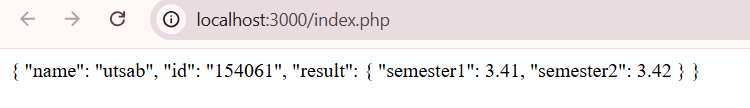 localhost:3000/index.php
{ "name": "utsab", "id": "154061", "result": { "semester1": 3.41, "semester2": 3.42 } }